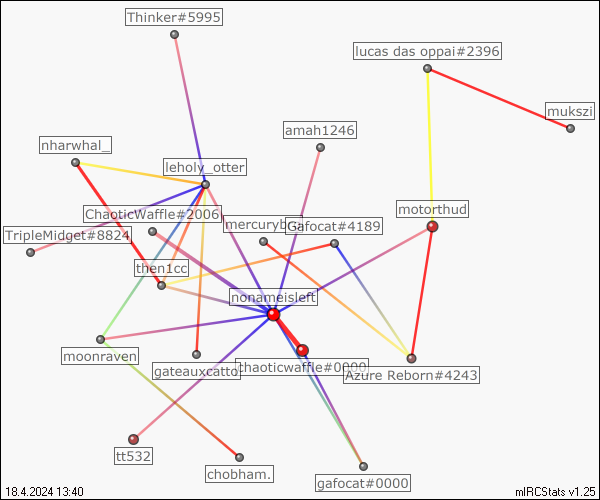 Thinker#5995
lucas das oppai#2396
mukszi
amah1246
nharwhal_
leholy_otter
ChaoticWaffle#2006
Gafocat#4189
motorthud
TripleMidget#8824
then1cc
nonameisleft
moonraven
gateauxcatto
chaoticwaffle#0000
Azure Reborn#4243
tt532
chobham.
gafocat#0000
18.4.2024 13:40
mIRCStats v1.25